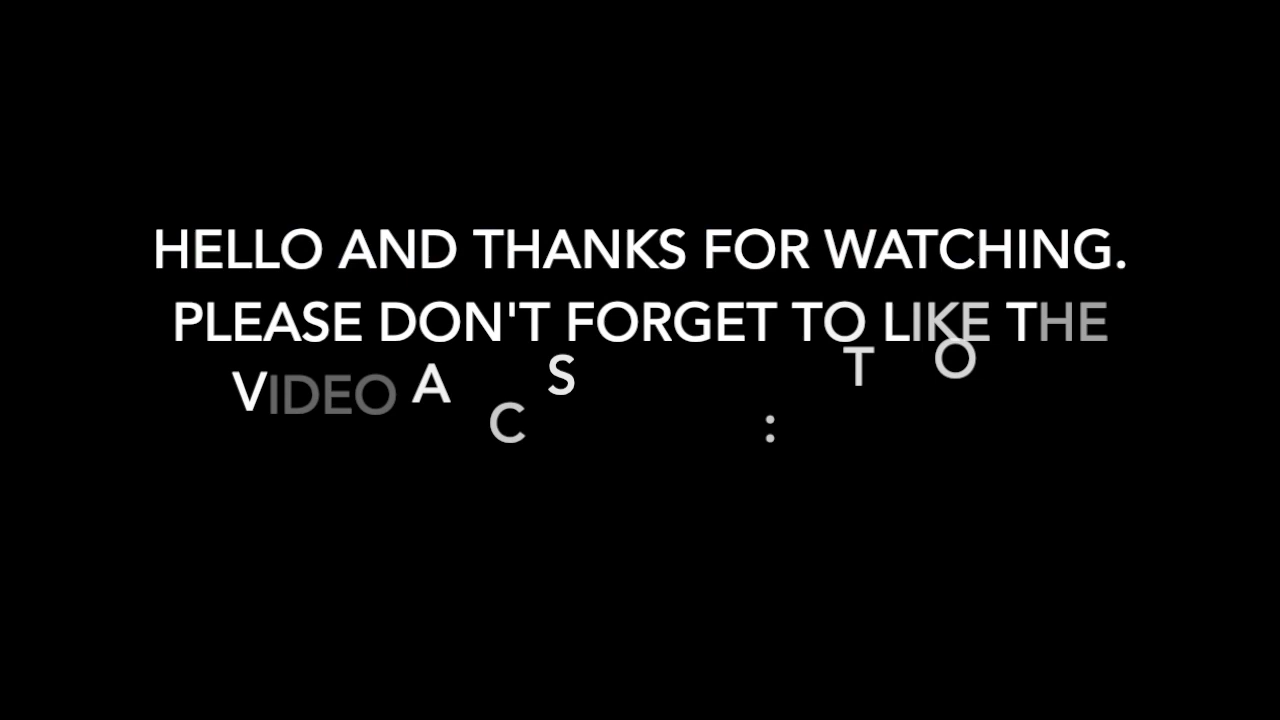 HELLO AND THANKS FOR WATCHING.
PLEASE DON'T FORGET TO LIKE THE
VIDEO A C S : T O